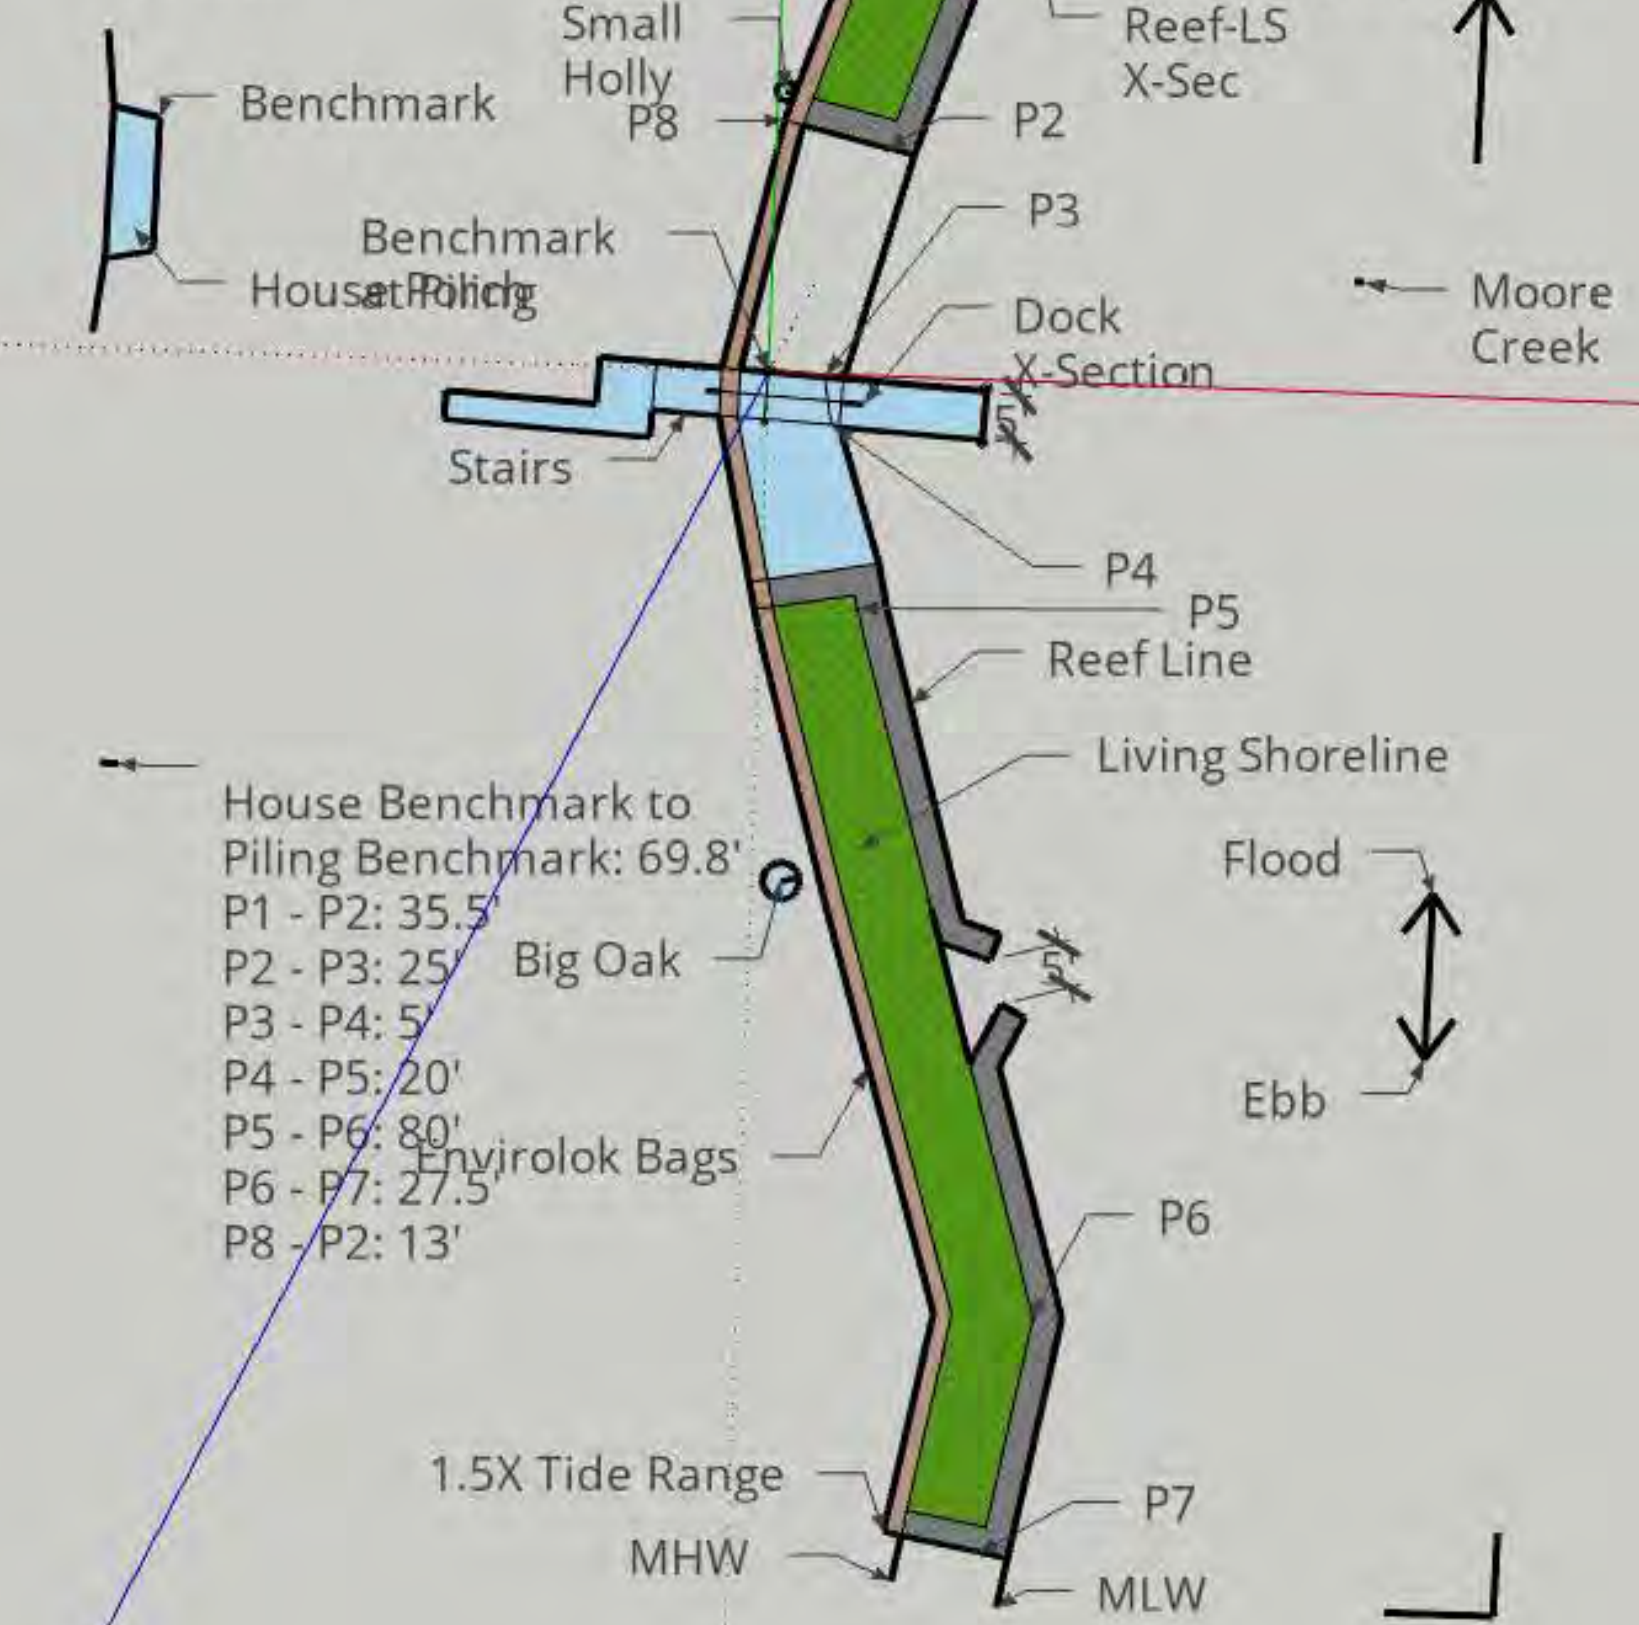 Small
Holly
Reef-LS
X-Sec
Benchmark
P8
P2
P3
Benchmark
at Piling
House Porch
Moore
Creek
Dock
X-Section
5'
Stairs
P4
P5
Reef Line
Living Shoreline
House Benchmark to
Piling Benchmark: 69.8'
P1 - P2: 35.5'
P2 - P3: 25'
P3 - P4: 5'
P4 - P5: 20'
P5 - P6: 80'
P6 - P7: 27.5'
P8 - P2: 13'
Flood
Big Oak
5'
Ebb
Envirolok Bags
P6
1.5X Tide Range
P7
MHW
MLW